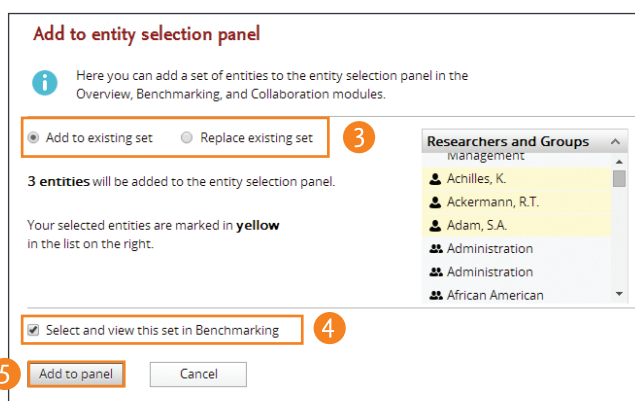 Add to entity selection panel
i
Here you can add a set of entities to the entity selection panel in the
Overview, Benchmarking, and Collaboration modules.
Add to existing set Replace existing set 3
3 entities will be added to the entity selection panel.
Your selected entities are marked in yellow
in the list on the right.
Researchers and Groups
Management
Achilles, K.
Ackermann, R.T.
Adam, S.A.
Administration
Administration
African American
Select and view this set in Benchmarking 4
5 Add to panel Cancel